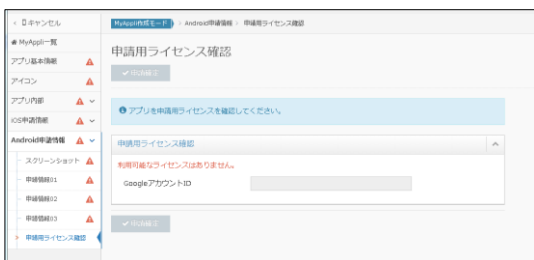 キャンセル
MyAppli作成モード
Android申請情報
申請用ライセンス確認
MyAppli一覧
申請用ライセンス確認
アプリ基本情報
アイコン
アプリ内部
アプリを申請用ライセンスを確認してください。
iOS申請情報
Android申請情報
申請用ライセンス確認
スクリーンショット
利用可能なライセンスはありません。
申請情報01
GoogleアカウントID
申請情報02
申請情報03
申請用ライセンス確認